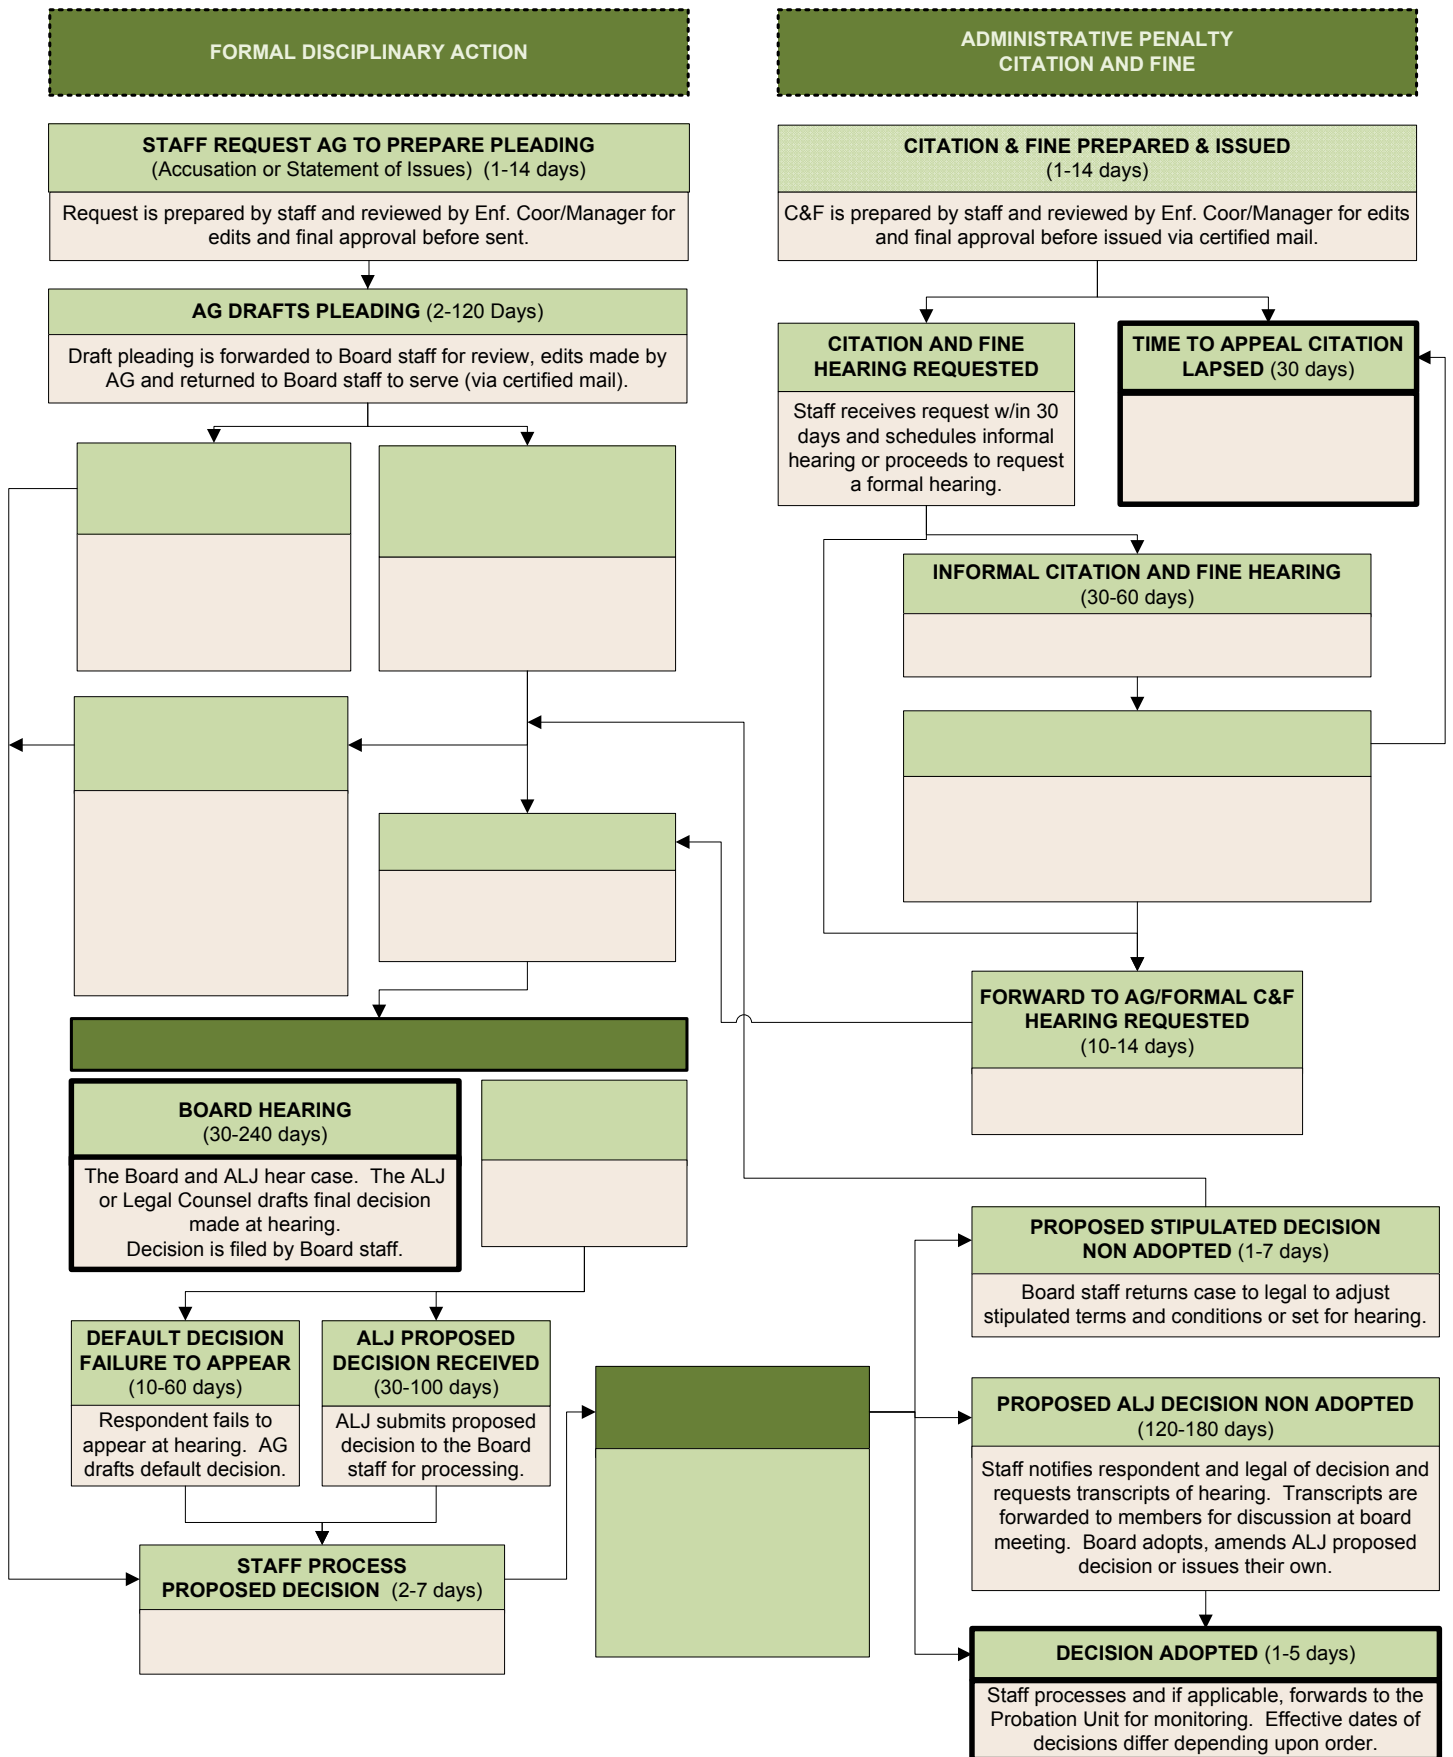 FORMAL DISCIPLINARY ACTION
ADMINISTRATIVE PENALTY
CITATION AND FINE
STAFF REQUEST AG TO PREPARE PLEADING
(Accusation or Statement of Issues) (1-14 days)
Request is prepared by staff and reviewed by Enf. Coor/Manager for
edits and final approval before sent.
CITATION & FINE PREPARED & ISSUED
(1-14 days)
C&F is prepared by staff and reviewed by Enf. Coor/Manager for edits
and final approval before issued via certified mail.
AG DRAFTS PLEADING (2-120 Days)
Draft pleading is forwarded to Board staff for review, edits made by
AG and returned to Board staff to serve (via certified mail).
CITATION AND FINE
HEARING REQUESTED
Staff receives request w/in 30
days and schedules informal
hearing or proceeds to request
a formal hearing.
TIME TO APPEAL CITATION
LAPSED (30 days)
INFORMAL CITATION AND FINE HEARING
(30-60 days)
FORWARD TO AG/FORMAL C&F
HEARING REQUESTED
(10-14 days)
BOARD HEARING
(30-240 days)
The Board and ALJ hear case. The ALJ
or Legal Counsel drafts final decision
made at hearing.
Decision is filed by Board staff.
PROPOSED STIPULATED DECISION
NON ADOPTED (1-7 days)
Board staff returns case to legal to adjust
stipulated terms and conditions or set for hearing.
DEFAULT DECISION
FAILURE TO APPEAR
(10-60 days)
Respondent fails to
appear at hearing. AG
drafts default decision.
ALJ PROPOSED
DECISION RECEIVED
(30-100 days)
ALJ submits proposed
decision to the Board
staff for processing.
PROPOSED ALJ DECISION NON ADOPTED
(120-180 days)
Staff notifies respondent and legal of decision and
requests transcripts of hearing. Transcripts are
forwarded to members for discussion at board
meeting. Board adopts, amends ALJ proposed
decision or issues their own.
STAFF PROCESS
PROPOSED DECISION (2-7 days)
DECISION ADOPTED (1-5 days)
Staff processes and if applicable, forwards to the
Probation Unit for monitoring. Effective dates of
decisions differ depending upon order.